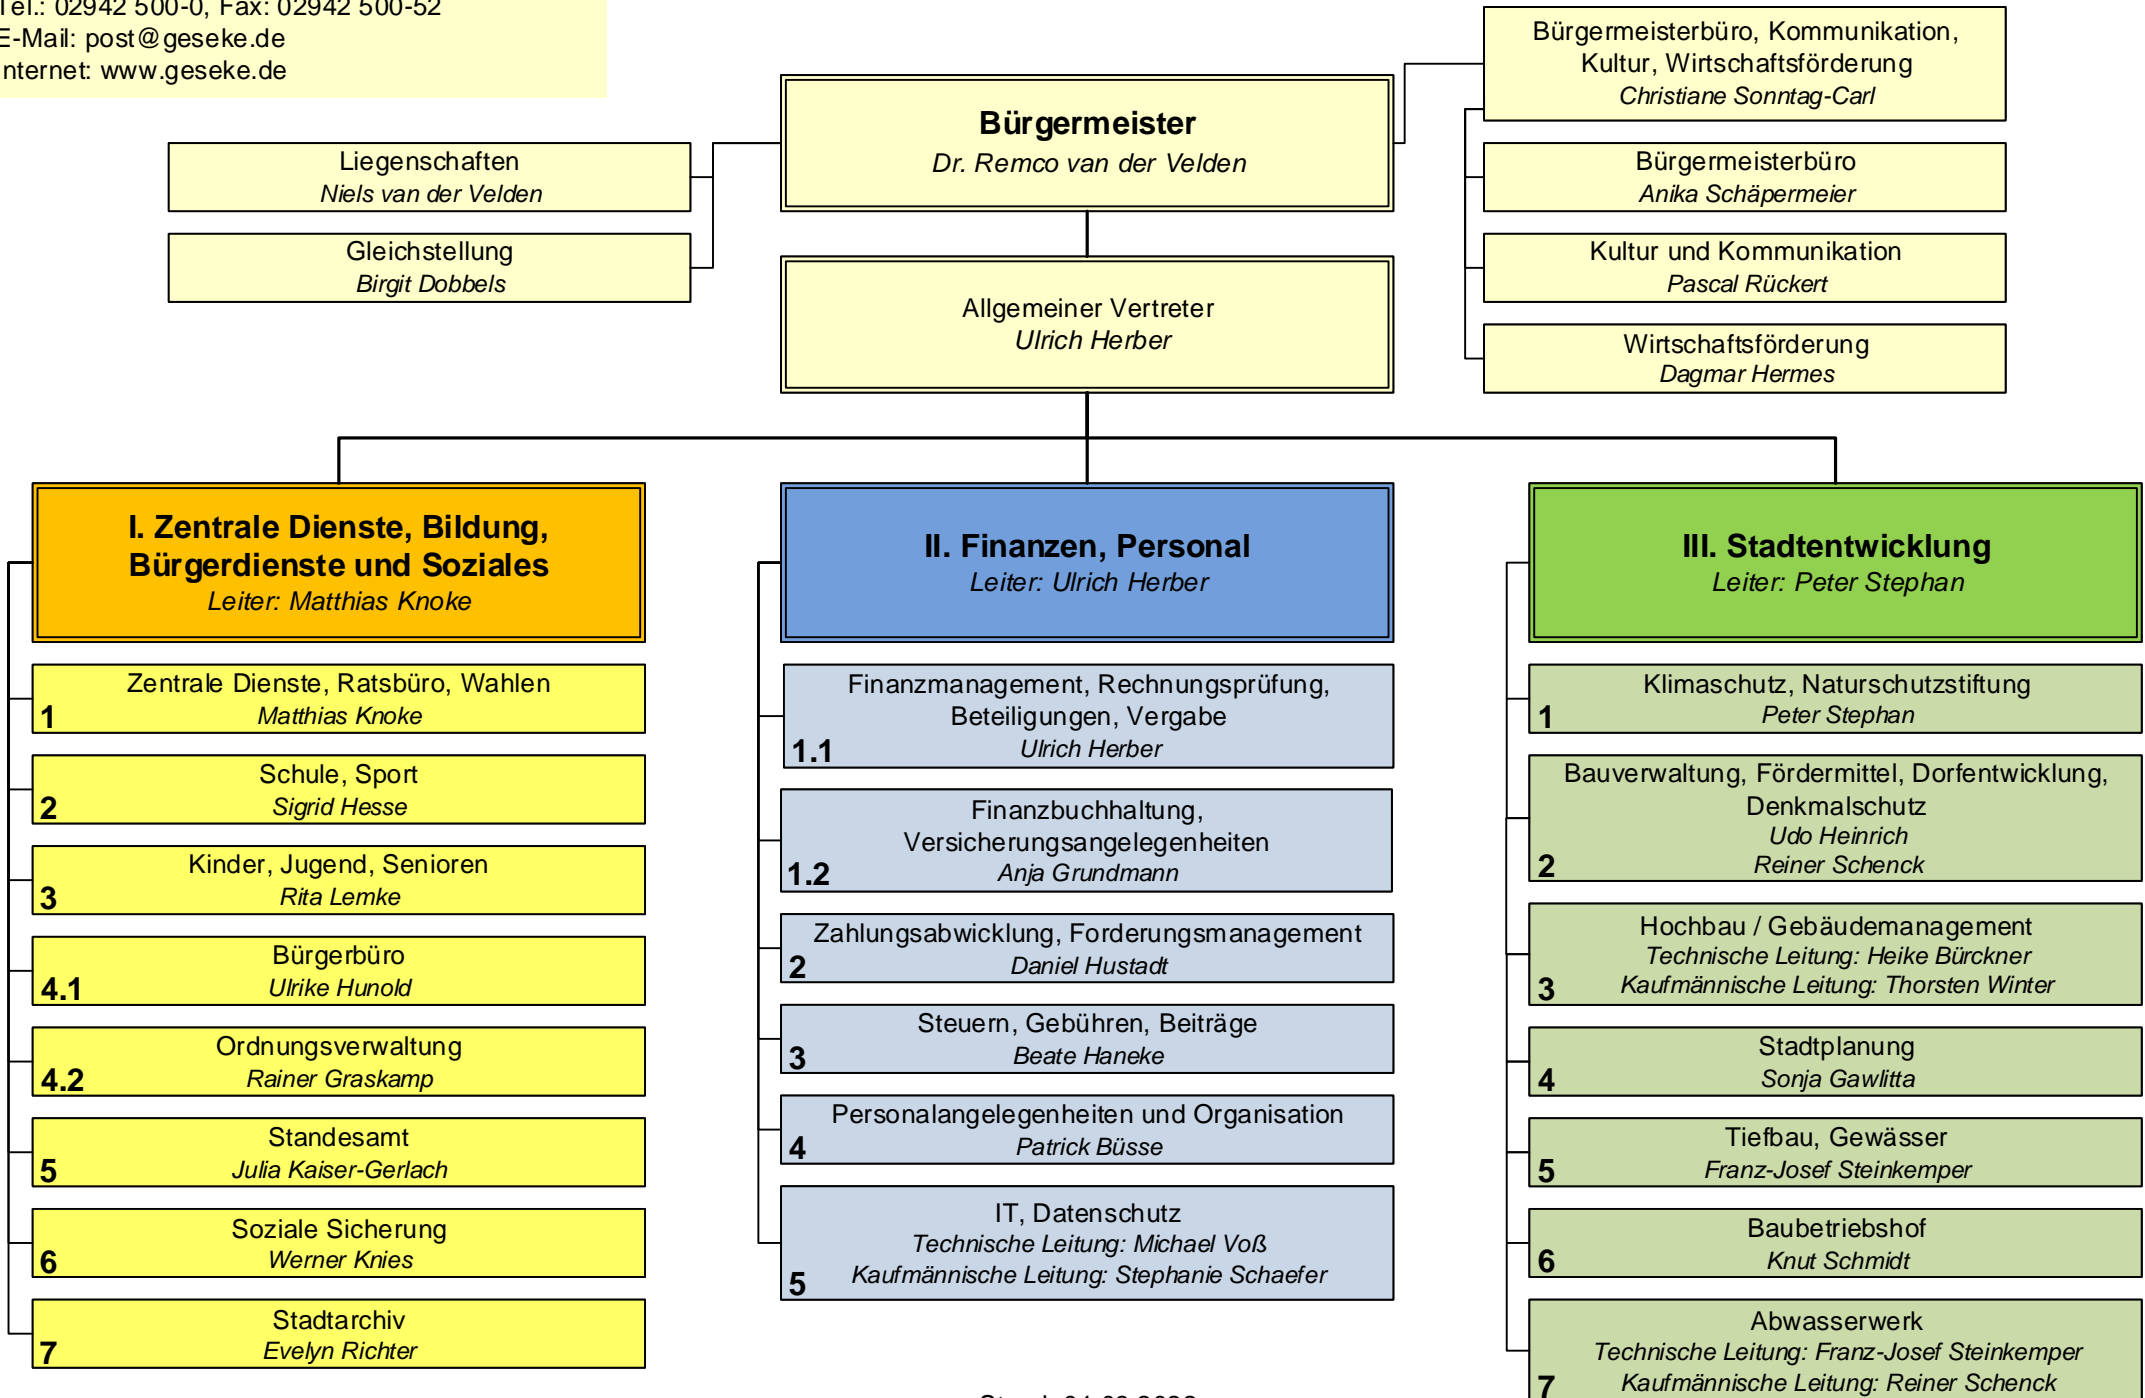 Tel.: 02942 500-0, Fax: 02942 500-52
E-Mail: post@geseke.de
Internet: www.geseke.de
Bürgermeisterbüro, Kommunikation,
Kultur, Wirtschaftsförderung
Christiane Sonntag-Carl
Bürgermeister
Dr. Remco van der Velden
Liegenschaften
Niels van der Velden
Bürgermeisterbüro
Anika Schäpermeier
Gleichstellung
Birgit Dobbels
Kultur und Kommunikation
Pascal Rückert
Allgemeiner Vertreter
Ulrich Herber
Wirtschaftsförderung
Dagmar Hermes
I. Zentrale Dienste, Bildung,
Bürgerdienste und Soziales
Leiter: Matthias Knoke
Zentrale Dienste, Ratsbüro, Wahlen
Matthias Knoke
1
Schule, Sport
Sigrid Hesse
2
Kinder, Jugend, Senioren
Rita Lemke
3
Bürgerbüro
Ulrike Hunold
4.1
Ordnungsverwaltung
Rainer Graskamp
4.2
Standesamt
Julia Kaiser-Gerlach
5
Soziale Sicherung
Werner Knies
6
Stadtarchiv
Evelyn Richter
7
II. Finanzen, Personal
Leiter: Ulrich Herber
Finanzmanagement, Rechnungsprüfung,
Beteiligungen, Vergabe
Ulrich Herber
1.1
Finanzbuchhaltung,
Versicherungsangelegenheiten
Anja Grundmann
1.2
Zahlungsabwicklung, Forderungsmanagement
Daniel Hustadt
2
Steuern, Gebühren, Beiträge
Beate Haneke
3
Personalangelegenheiten und Organisation
Patrick Büsse
4
IT, Datenschutz
Technische Leitung: Michael Voß
Kaufmännische Leitung: Stephanie Schaefer
5
III. Stadtentwicklung
Leiter: Peter Stephan
Klimaschutz, Naturschutzstiftung
Peter Stephan
1
Bauverwaltung, Fördermittel, Dorfentwicklung,
Denkmalschutz
Udo Heinrich
Reiner Schenck
2
Hochbau / Gebäudemanagement
Technische Leitung: Heike Bürckner
Kaufmännische Leitung: Thorsten Winter
3
Stadtplanung
Sonja Gawlitta
4
Tiefbau, Gewässer
Franz-Josef Steinkemper
5
Baubetriebshof
Knut Schmidt
6
Abwasserwerk
Technische Leitung: Franz-Josef Steinkemper
Kaufmännische Leitung: Reiner Schenck
7